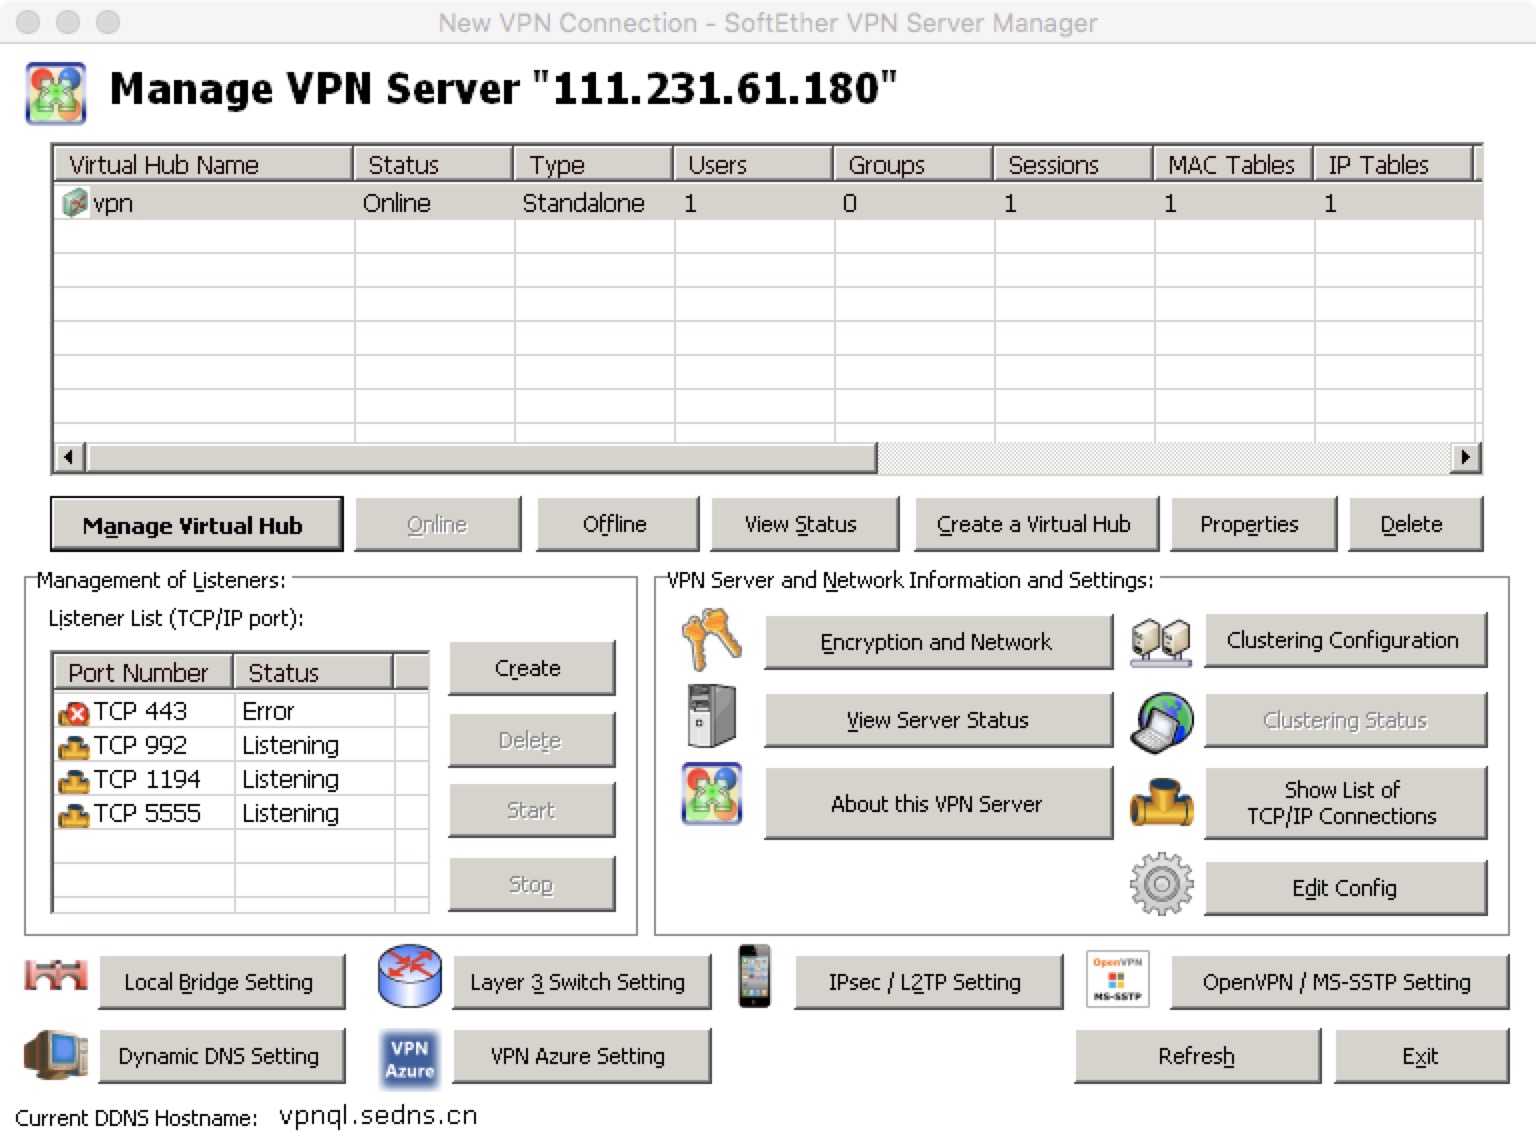 New VPN Connection - SoftEther VPN Server Manager
Manage VPN Server "111.231.61.180"
Virtual Hub Name Status Type Users Groups Sessions MAC Tables IP Tables
vpn Online Standalone 1 0 1 1 1
Manage Virtual Hub Online Offline View Status Create a Virtual Hub Properties Delete
Management of Listeners:
Listener List (TCP/IP port):
Port Number Status
TCP 443 Error
TCP 992 Listening
TCP 1194 Listening
TCP 5555 Listening
Create
Delete
Start
Stop
VPN Server and Network Information and Settings:
Encryption and Network Clustering Configuration
View Server Status Clustering Status
About this VPN Server
Show List of
TCP/IP Connections
Edit Config
Local Bridge Setting Layer 3 Switch Setting IPsec / L2TP Setting
OpenVPN
MS-SSTP
OpenVPN / MS-SSTP Setting
Dynamic DNS Setting
VPN
Azure
VPN Azure Setting Refresh Exit
Current DDNS Hostname: vpnql.sedns.cn